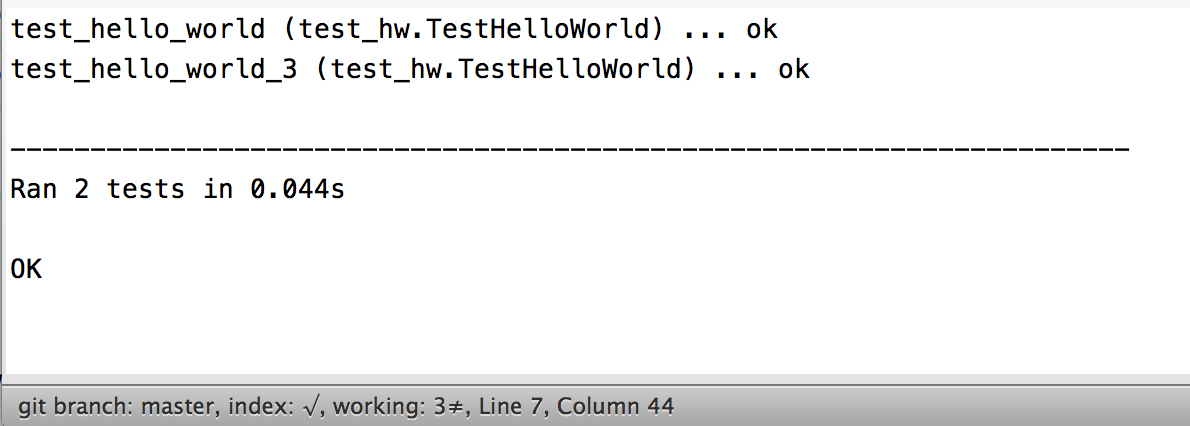 test_hello_world (test_hw.TestHelloWorld) ... ok
test_hello_world_3 (test_hw.TestHelloWorld) ... ok
----------------------------------------------------------------------
Ran 2 tests in 0.044s
OK
git branch: master, index: √, working: 3≠, Line 7, Column 44